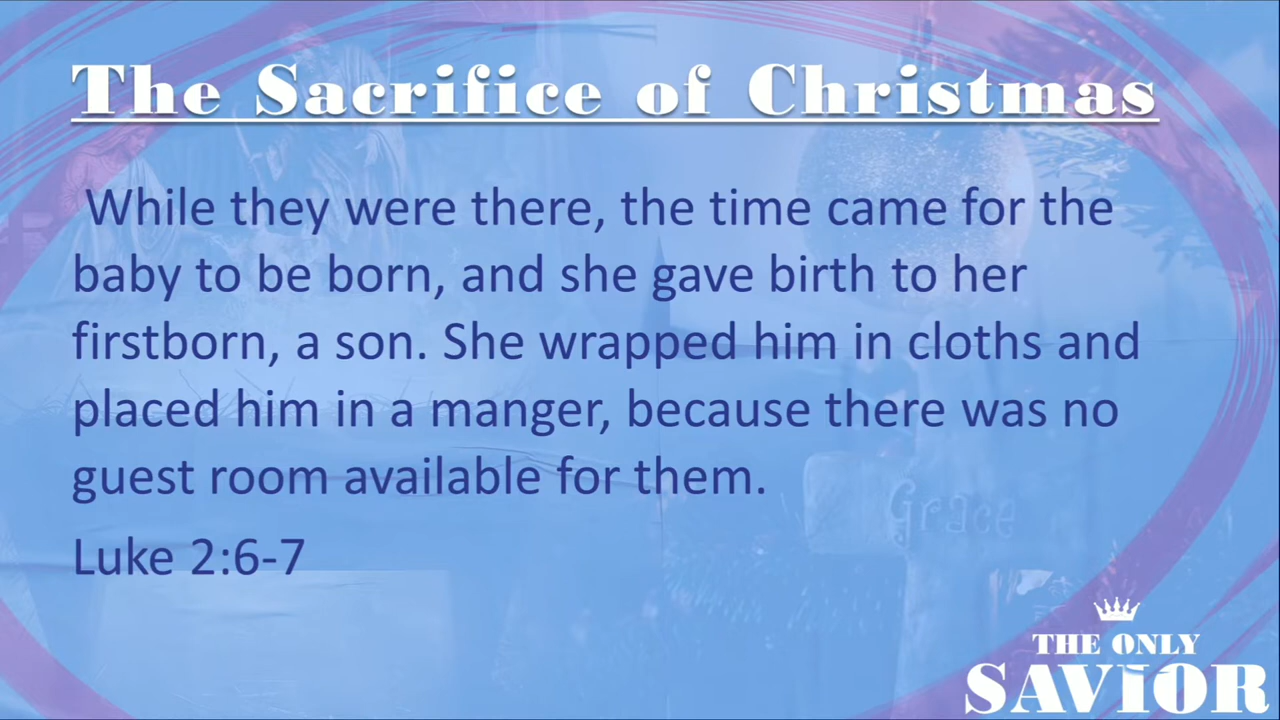 The Sacrifice of Christmas
While they were there, the time came for the
baby to be born, and she gave birth to her
firstborn, a son. She wrapped him in cloths and
placed him in a manger, because there was no
guest room available for them.
Luke 2:6-7
Grace
THE ONLY
SAVIOR